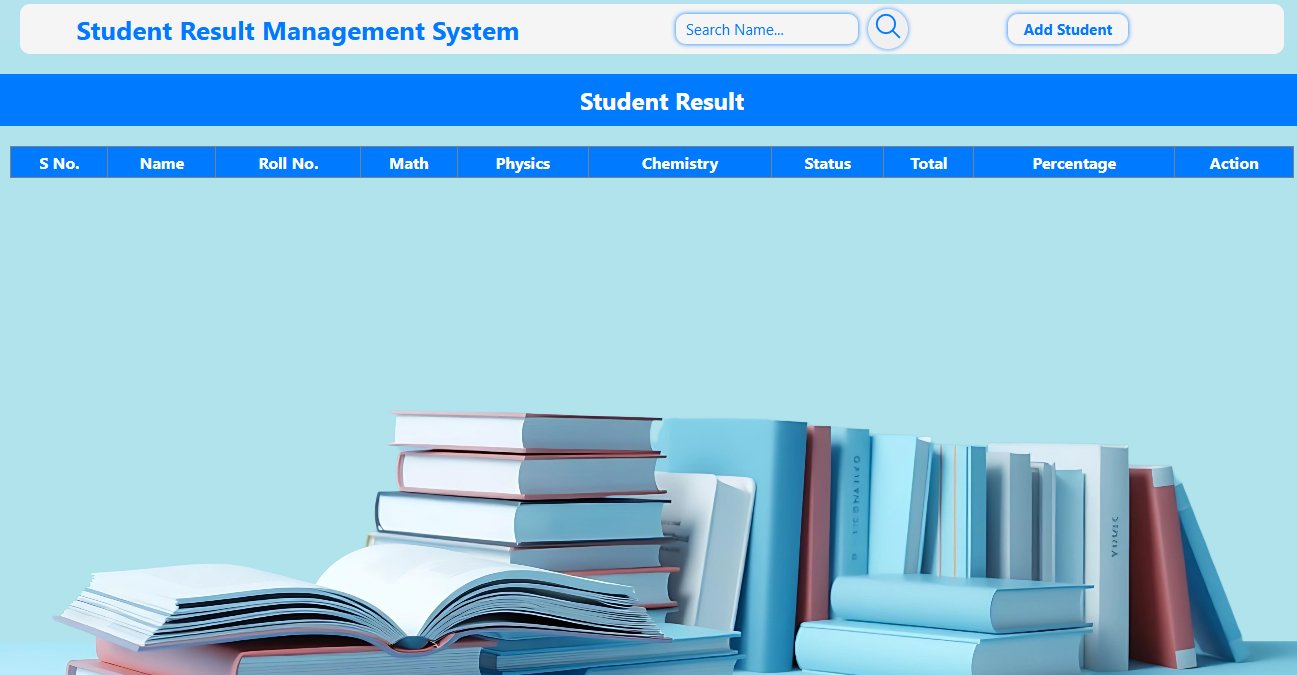 Student Result Management System
Search Name...
Add Student
Student Result
S No. Name Roll No. Math Physics Chemistry Status Total Percentage Action